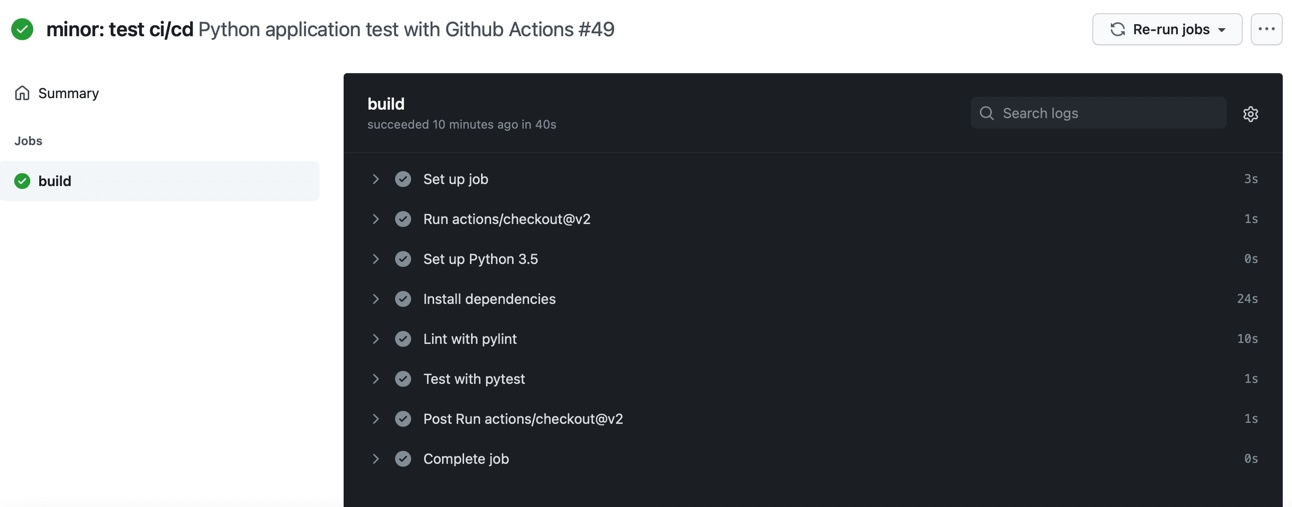 minor: test ci/cd Python application test with Github Actions #49
Re-run jobs
Summary
Jobs
build
build
succeeded 10 minutes ago in 40s
Search logs
Set up job 3s
Run actions/checkout@v2 1s
Set up Python 3.5 0s
Install dependencies 24s
Lint with pylint 10s
Test with pytest 1s
Post Run actions/checkout@v2 1s
Complete job 0s